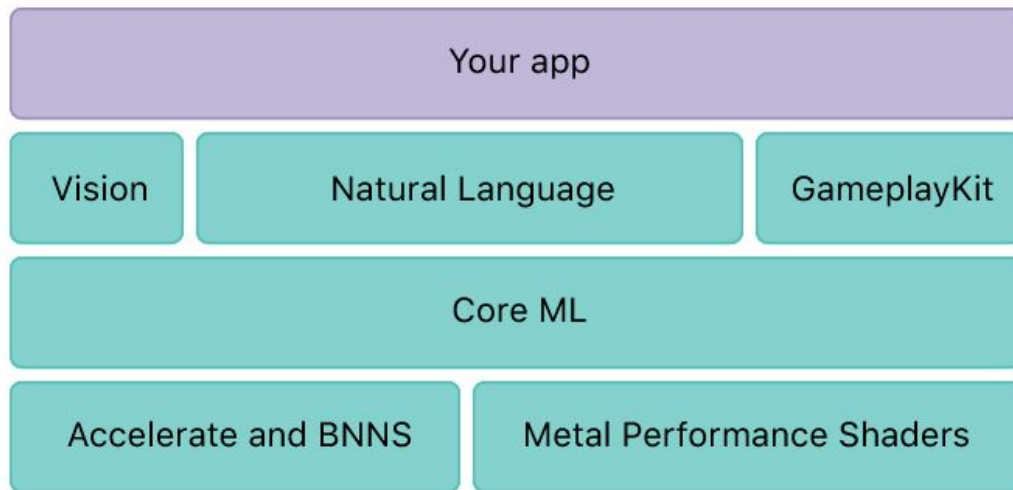 Your app
Vision
Natural Language
GameplayKit
Core ML
Accelerate and BNNS
Metal Performance Shaders